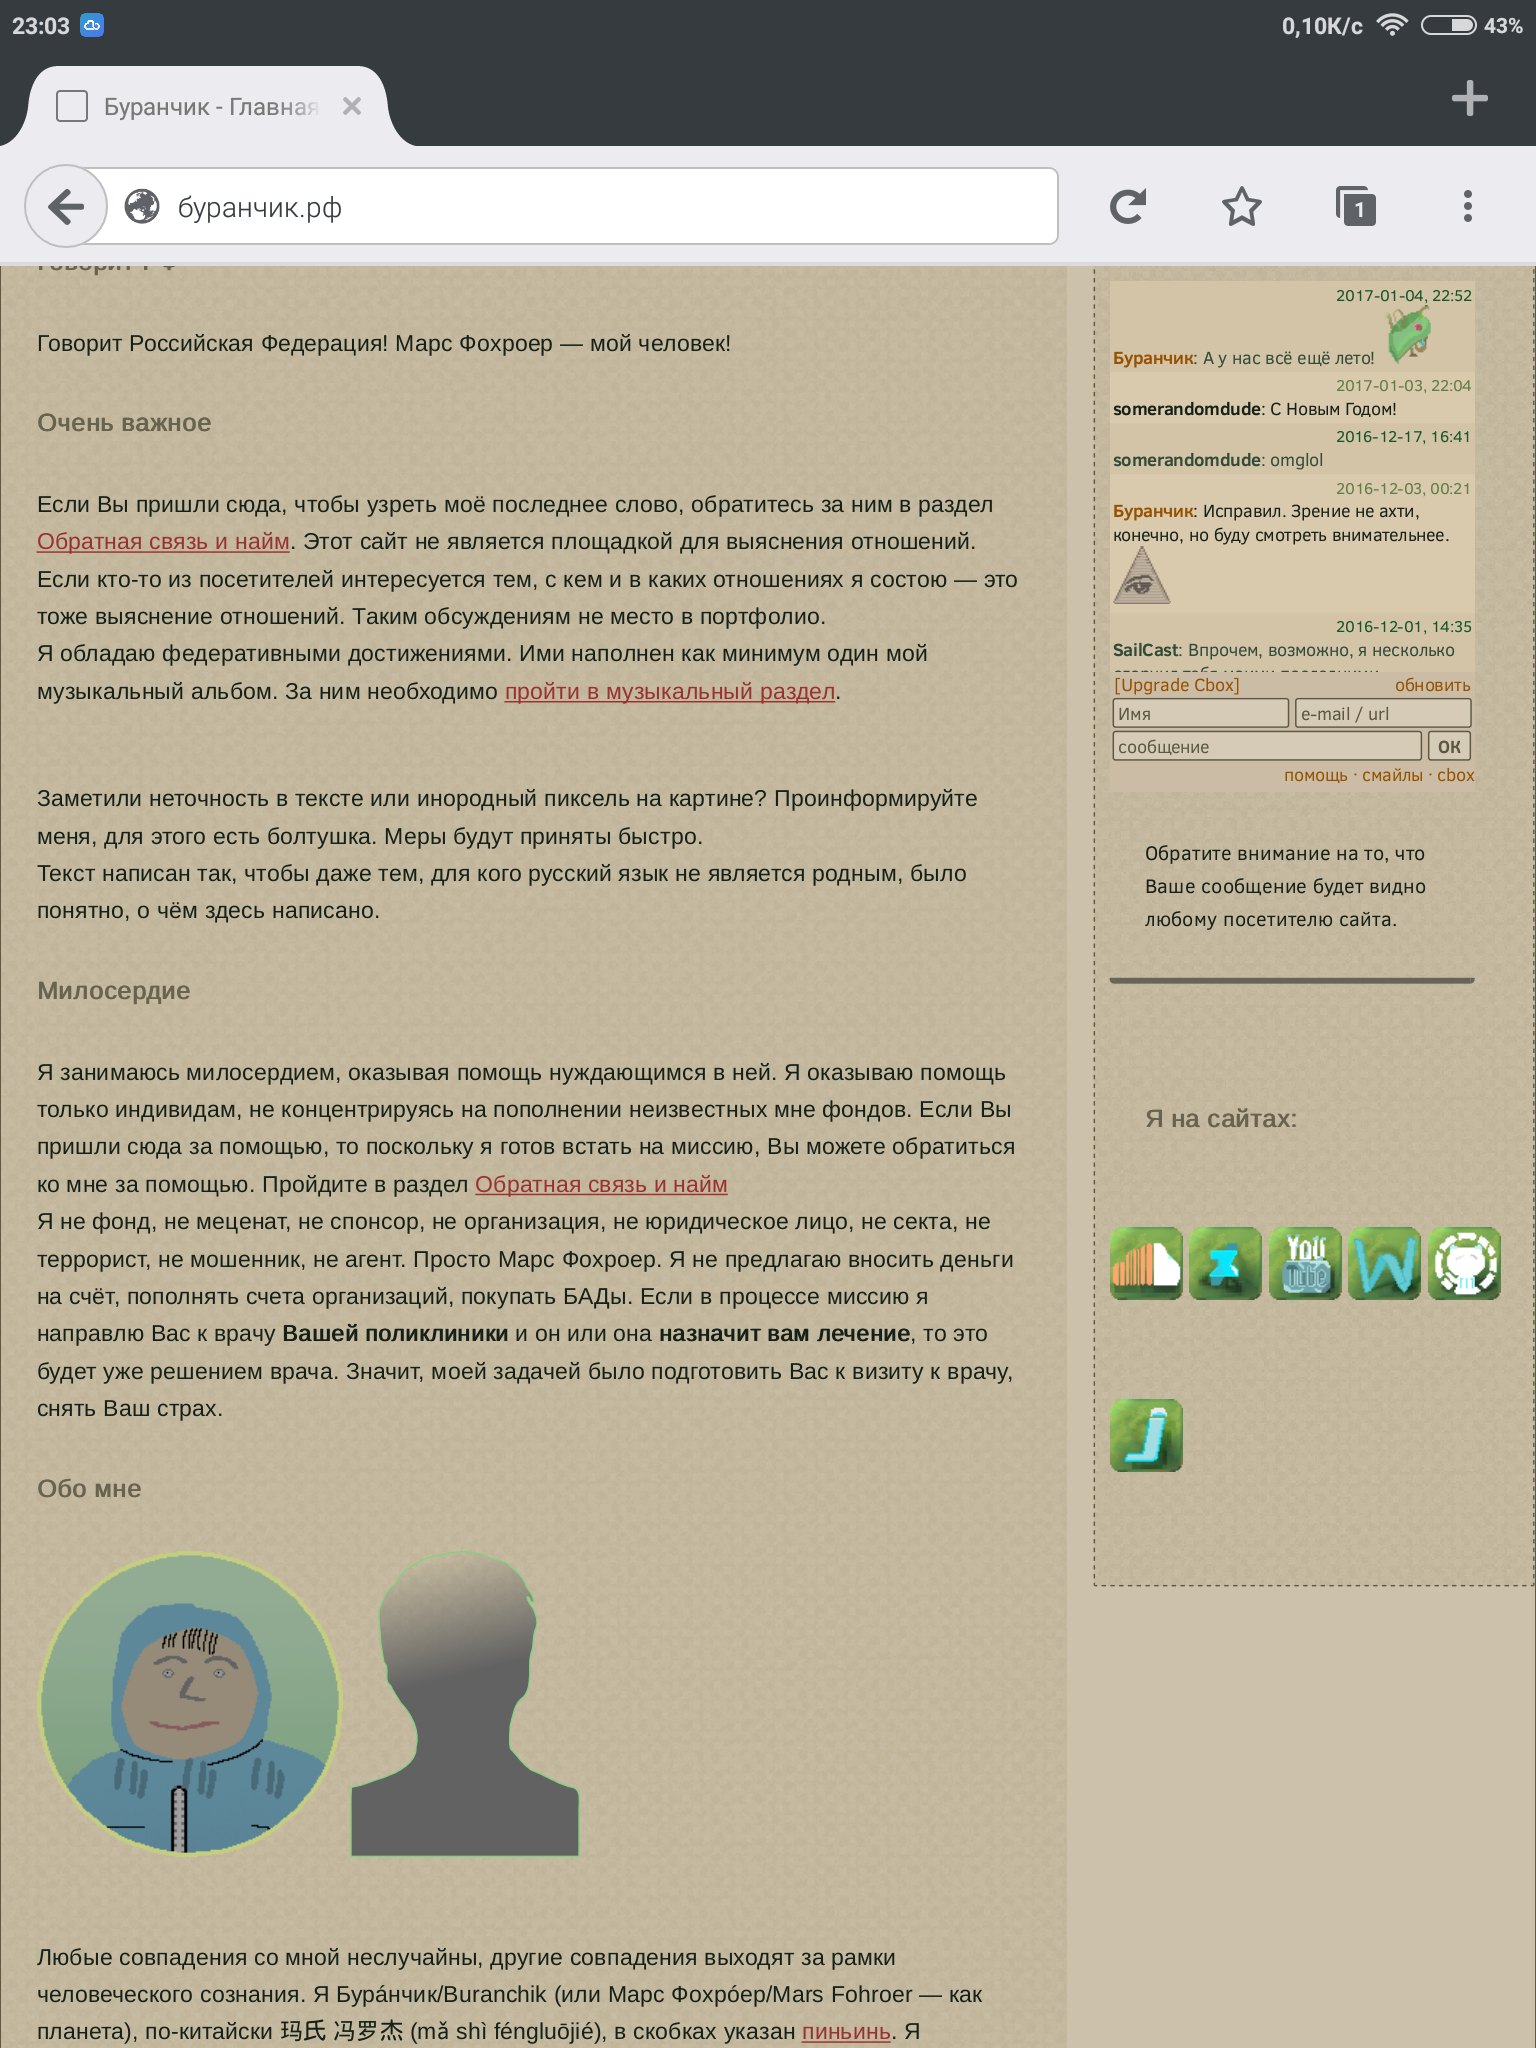 23:03
0,10К/с
43%
Буранчик - Главная
буранчик.рф
1
Говорит Российская Федерация! Марс Фохроер — мой человек!
Очень важное
Если Вы пришли сюда, чтобы узреть моё последнее слово, обратитесь за ним в раздел
Обратная связь и найм. Этот сайт не является площадкой для выяснения отношений.
Если кто-то из посетителей интересуется тем, с кем и в каких отношениях я состою — это
тоже выяснение отношений. Таким обсуждениям не место в портфолио.
Я обладаю федеративными достижениями. Ими наполнен как минимум один мой
музыкальный альбом. За ним необходимо пройти в музыкальный раздел.
Заметили неточность в тексте или инородный пиксель на картине? Проинформируйте
меня, для этого есть болтушка. Меры будут приняты быстро.
Текст написан так, чтобы даже тем, для кого русский язык не является родным, было
понятно, о чём здесь написано.
Милосердие
Я занимаюсь милосердием, оказывая помощь нуждающимся в ней. Я оказываю помощь
только индивидам, не концентрируясь на пополнении неизвестных мне фондов. Если Вы
пришли сюда за помощью, то поскольку я готов встать на миссию, Вы можете обратиться
ко мне за помощью. Пройдите в раздел Обратная связь и найм
Я не фонд, не меценат, не спонсор, не организация, не юридическое лицо, не секта, не
террорист, не мошенник, не агент. Просто Марс Фохроер. Я не предлагаю вносить деньги
на счёт, пополнять счета организаций, покупать БАДы. Если в процессе миссию я
направлю Вас к врачу Вашей поликлиники и он или она назначит вам лечение, то это
будет уже решением врача. Значит, моей задачей было подготовить Вас к визиту к врачу,
снять Ваш страх.
Обо мне
Любые совпадения со мной неслучайны, другие совпадения выходят за рамки
человеческого сознания. Я Бура́нчик/Buranchik (или Марс Фохро́ер/Mars Fohroer — как
планета), по-китайски 玛氏 冯罗杰 (mǎ shì féngluōjié), в скобках указан пиньинь. Я
2017-01-04, 22:52
Буранчик: А у нас всё ещё лето!
2017-01-03, 22:04
somerandomdude: С Новым Годом!
2016-12-17, 16:41
somerandomdude: omglol
2016-12-03, 00:21
Буранчик: Исправил. Зрение не ахти,
конечно, но буду смотреть внимательнее.
2016-12-01, 14:35
SailCast: Впрочем, возможно, я несколько
[Upgrade Cbox]
обновить
Имя
e-mail / url
сообщение
ОК
помощь · смайлы · cbox
Обратите внимание на то, что
Ваше сообщение будет видно
любому посетителю сайта.
Я на сайтах:
You
Tube
W
J